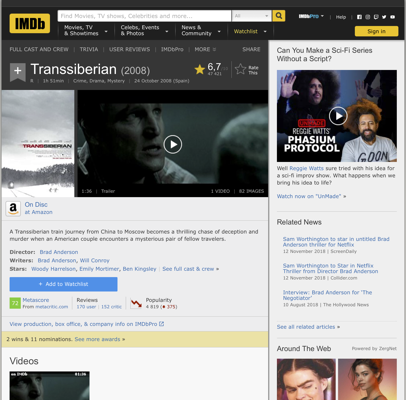 IMDb
Find Movies, TV shows, Celebrities and more...
All
IMDbPro
Help
Movies, TV
& Showtimes
Celebs, Events
& Photos
News &
Community
Watchlist
Sign in
FULL CAST AND CREW | TRIVIA | USER REVIEWS | IMDbPro | MORE
SHARE
Transsiberian (2008)
6,7
47 421
Rate
This
1h 51min | Crime, Drama, Mystery | 24 October 2008 (Spain)
TRANSSIBERIAN
1:36 | Trailer
1 VIDEO | 82 IMAGES
On Disc
at Amazon
A Transsiberian train journey from China to Moscow becomes a thrilling chase of deception and
murder when an American couple encounters a mysterious pair of fellow travelers.
Director: Brad Anderson
Writers: Brad Anderson, Will Conroy
Stars: Woody Harrelson, Emily Mortimer, Ben Kingsley | See full cast & crew »
+ Add to Watchlist
72 Metascore
From metacritic.com
Reviews
170 user | 152 critic
Popularity
4.819 (375)
View production, box office, & company info on IMDbPro
2 wins & 11 nominations. See more awards »
Videos
01:36
Can You Make a Sci-Fi Series
Without a Script?
REGGIE WATTS'
PHASIUM
PROTOCOL
Well Reggie Watts sure tried with his idea for
a sci-fi improv show. What happens when we
bring his idea to life?
Watch now on "UnMade" »
Related News
Sam Worthington to star in untitled Brad
Anderson thriller for Netflix
12 November 2018 | ScreenDaily
Sam Worthington to Star in Netflix
Thriller from Director Brad Anderson
12 November 2018 | Collider.com
Interview: Brad Anderson for 'The
Negotiator'
10 August 2018 | The Hollywood News
See all related articles »
Around The Web
Powered by ZergNet